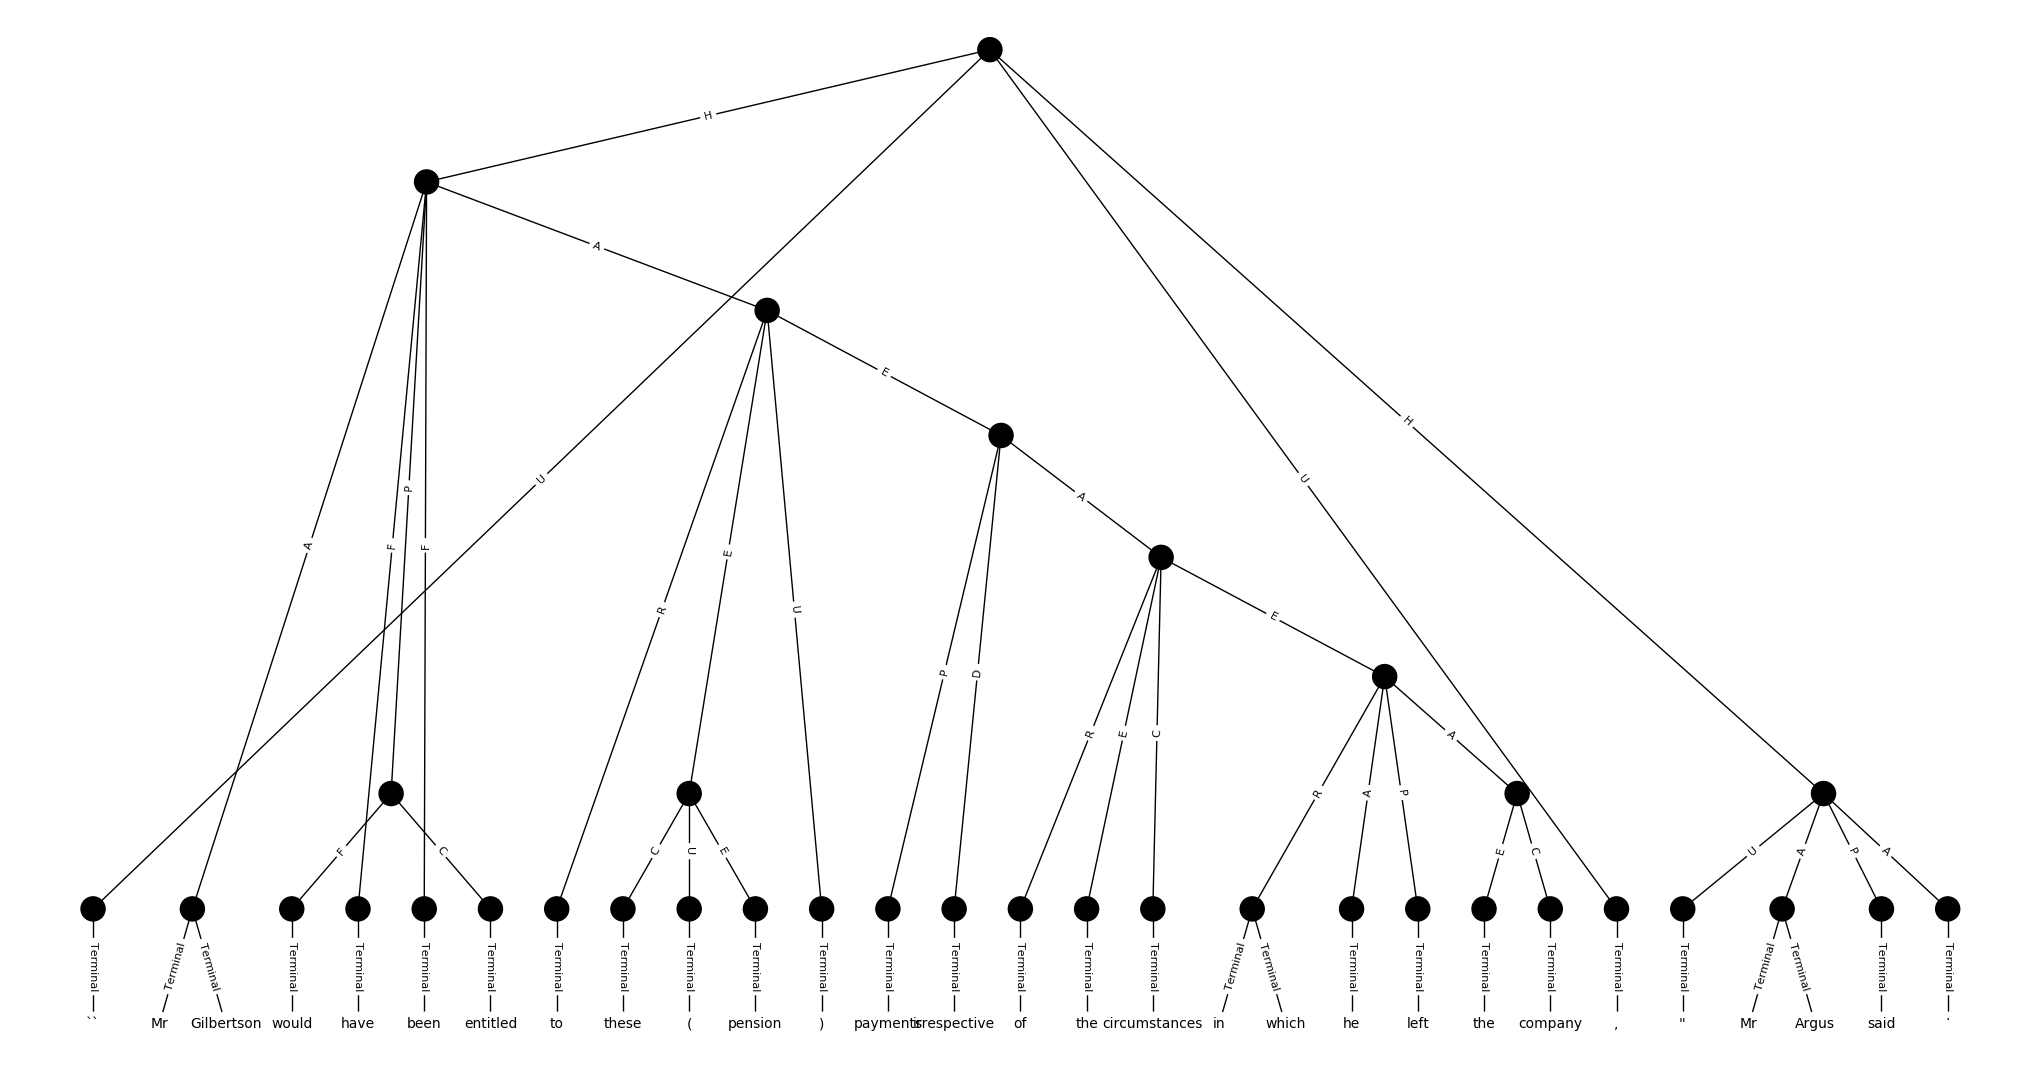 H
A
E
H
U
U
A
P
A
F
F
E
R
U
E
P
D
R
E
C
A
R
A
P
F
C
C
U
E
E
C
U
A
P
A
Terminal Terminal Terminal Terminal Terminal Terminal Terminal Terminal Terminal Terminal Terminal Terminal Terminal Terminal Terminal Terminal Terminal Terminal Terminal Terminal Terminal Terminal Terminal Terminal Terminal Terminal Terminal Terminal Terminal
`` Mr Gilbertson would have been entitled to these ( pension ) payments irrespective of the circumstances in which he left the company , " Mr Argus said .